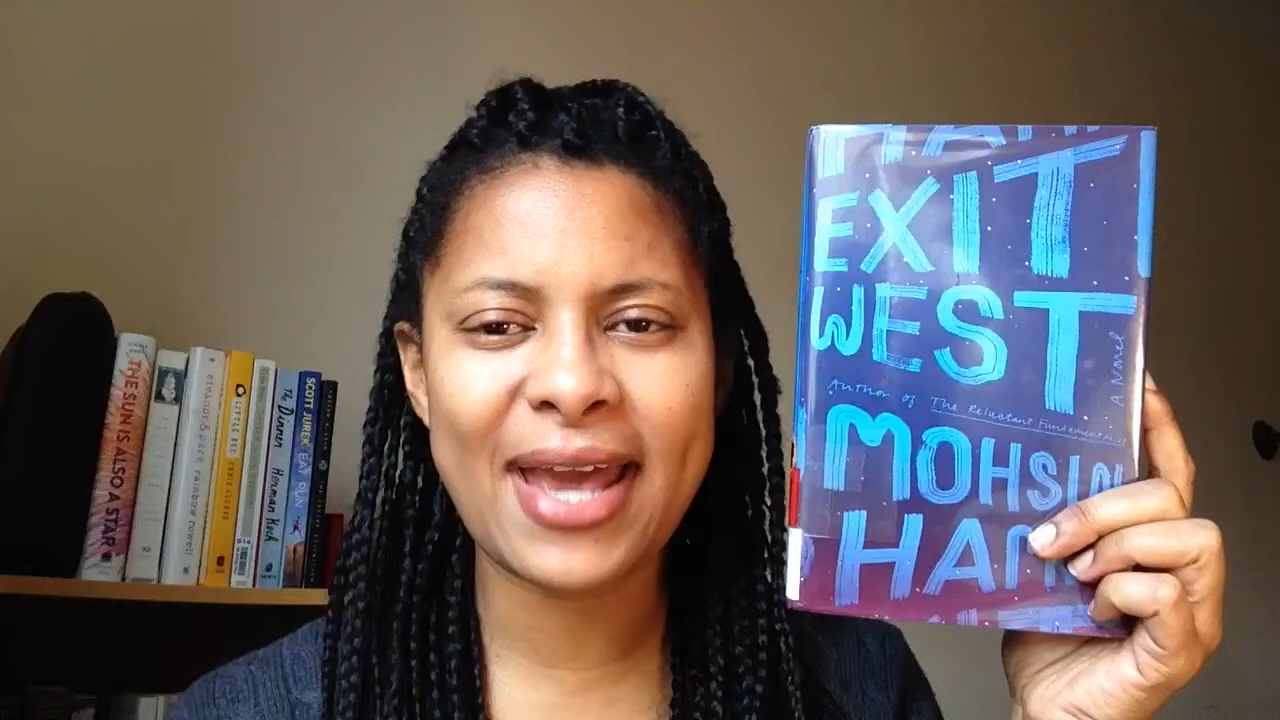 THE SUN IS ALSO A STAR
eleanor & park rainbow rowell
LITTLE BEE CHRIS CLEAVE
The Dinner Herman Koch
SCOTT JUREK EAT & RUN
EXIT
WEST
A Novel
Author of The Reluctant Fundamentalist
MOHSIN
HAM